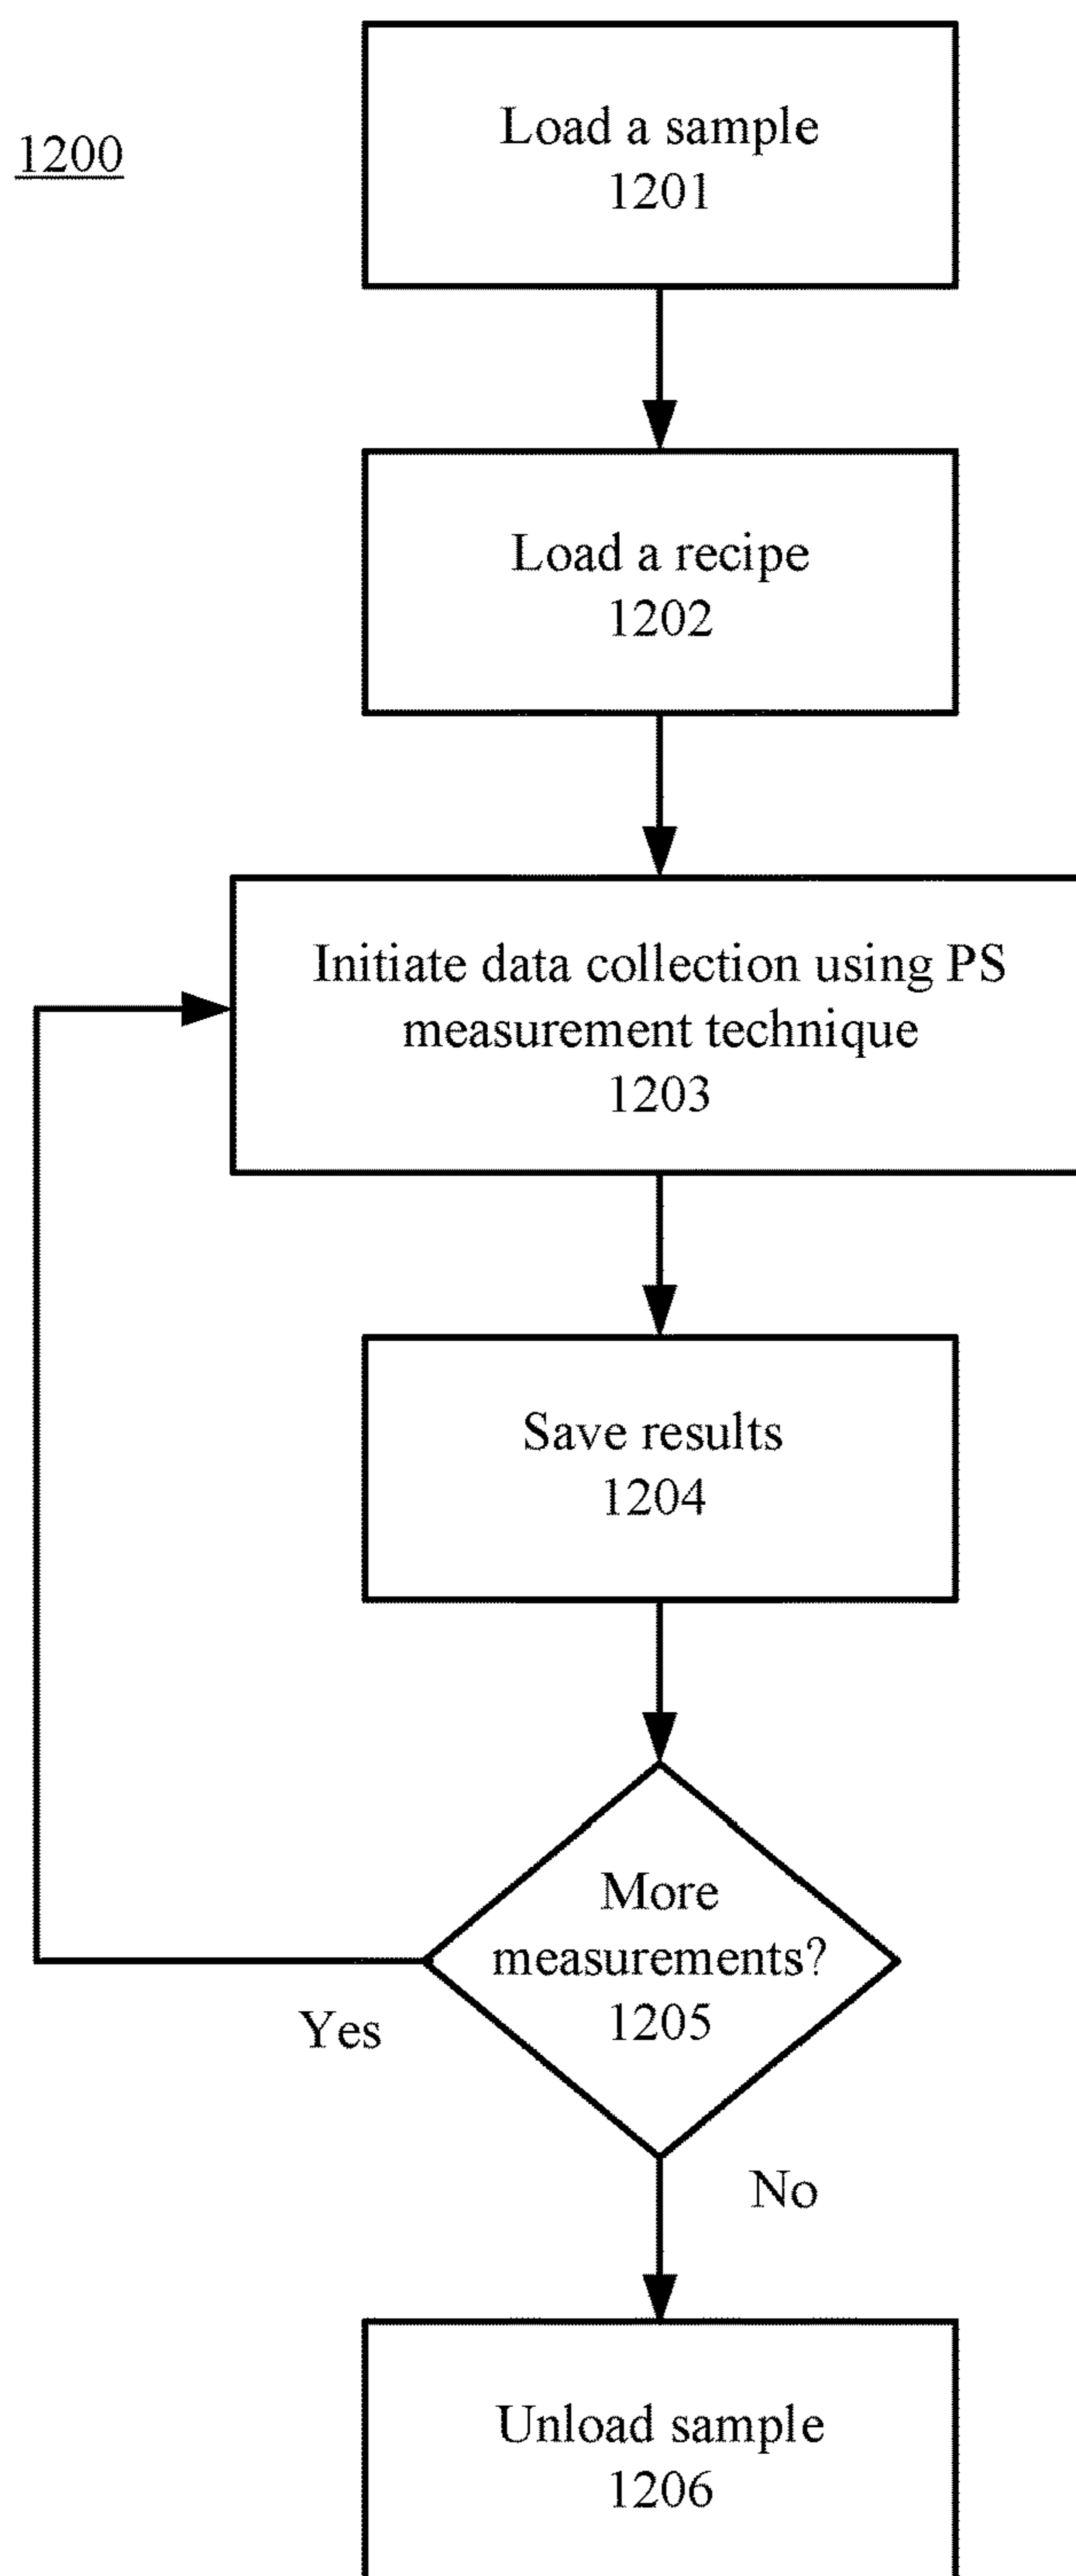 1200
Load a sample
1201
Load a recipe
1202
Initiate data collection using PS
measurement technique
1203
Save results
1204
More
measurements?
1205
Yes
No
Unload sample
1206